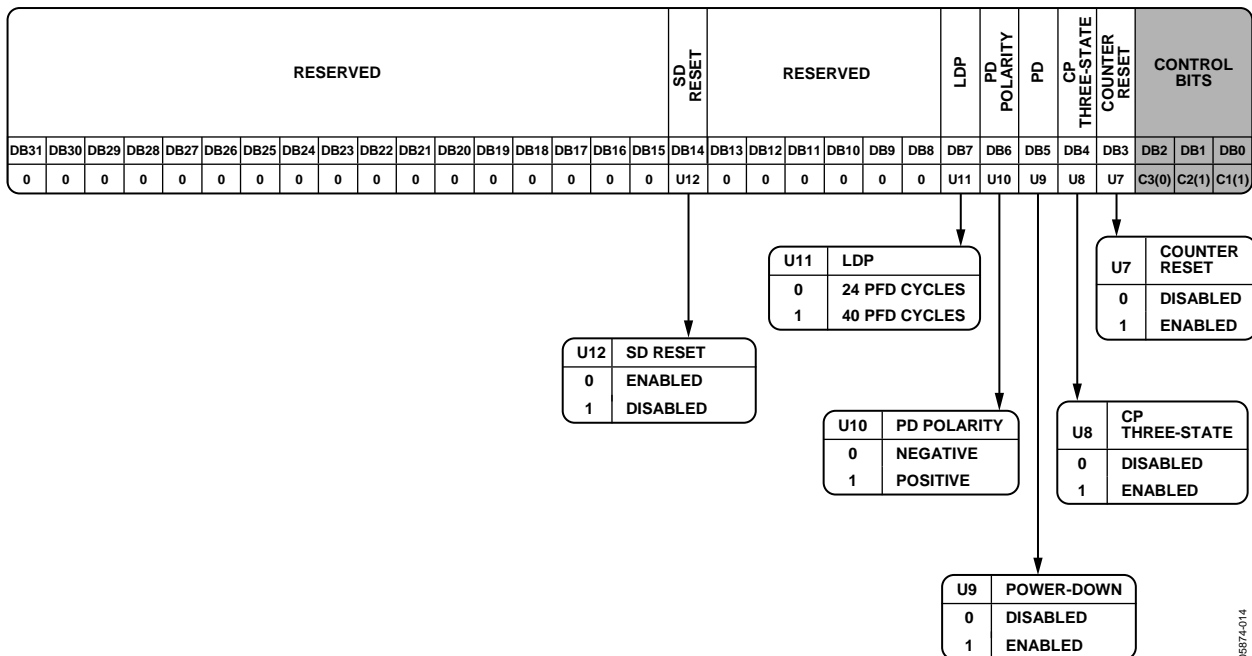 RESERVED SD RESET RESERVED LDP PD POLARITY PD CP THREE-STATE COUNTER RESET CONTROL BITS
DB31 DB30 DB29 DB28 DB27 DB26 DB25 DB24 DB23 DB22 DB21 DB20 DB19 DB18 DB17 DB16 DB15 DB14 DB13 DB12 DB11 DB10 DB9 DB8 DB7 DB6 DB5 DB4 DB3 DB2 DB1 DB0
0 0 0 0 0 0 0 0 0 0 0 0 0 0 0 0 0 U12 0 0 0 0 0 0 U11 U10 U9 U8 U7 C3(0) C2(1) C1(1)
U11 LDP
0 24 PFD CYCLES
1 40 PFD CYCLES
U7 COUNTER RESET
0 DISABLED
1 ENABLED
U12 SD RESET
0 ENABLED
1 DISABLED
U10 PD POLARITY
0 NEGATIVE
1 POSITIVE
U8 CP THREE-STATE
0 DISABLED
1 ENABLED
U9 POWER-DOWN
0 DISABLED
1 ENABLED
05874-014